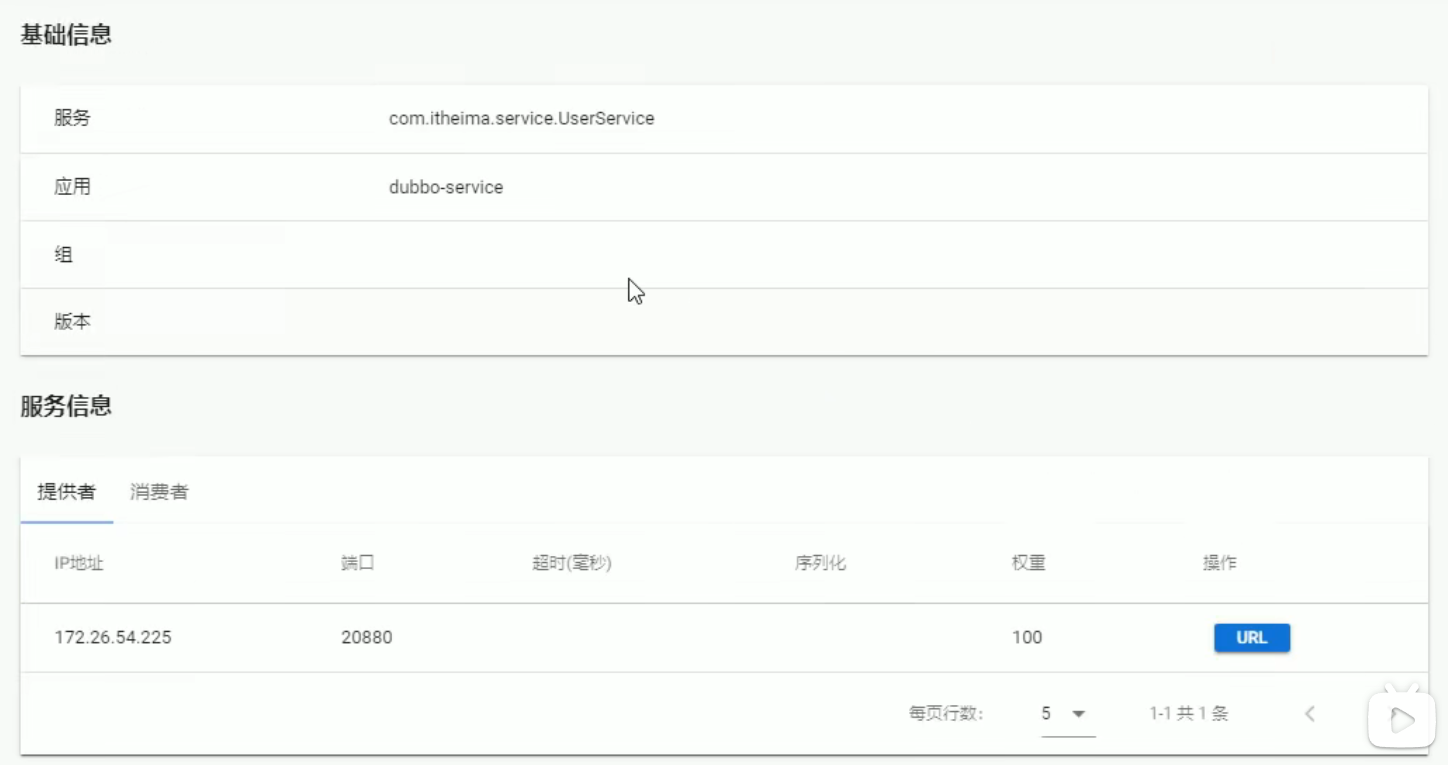 基础信息
服务 com.itheima.service.UserService
应用 dubbo-service
组
版本
服务信息
提供者 消费者
IP地址 端口 超时(毫秒) 序列化 权重 操作
172.26.54.225 20880 100 URL
每页行数: 5 1-1 共 1 条